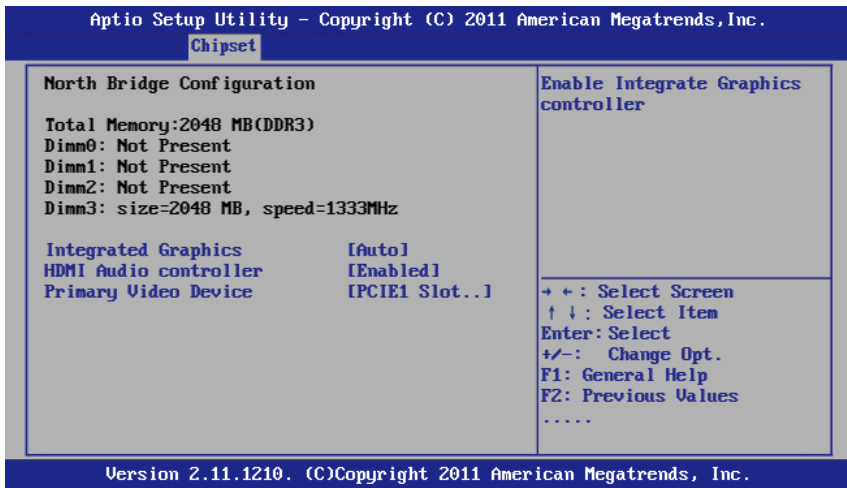 Aptio Setup Utility - Copyright (C) 2011 American Megatrends,Inc.
Chipset
North Bridge Configuration
Total Memory:2048 MB(DDR3)
Dimm0: Not Present
Dimm1: Not Present
Dimm2: Not Present
Dimm3: size=2048 MB, speed=1333MHz
Integrated Graphics [Auto]
HDMI Audio controller [Enabled]
Primary Video Device [PCIE1 Slot..]
Enable Integrate Graphics
controller
→ ←: Select Screen
↑ ↓: Select Item
Enter: Select
+/-: Change Opt.
F1: General Help
F2: Previous Values
.....
Version 2.11.1210. (C)Copyright 2011 American Megatrends, Inc.